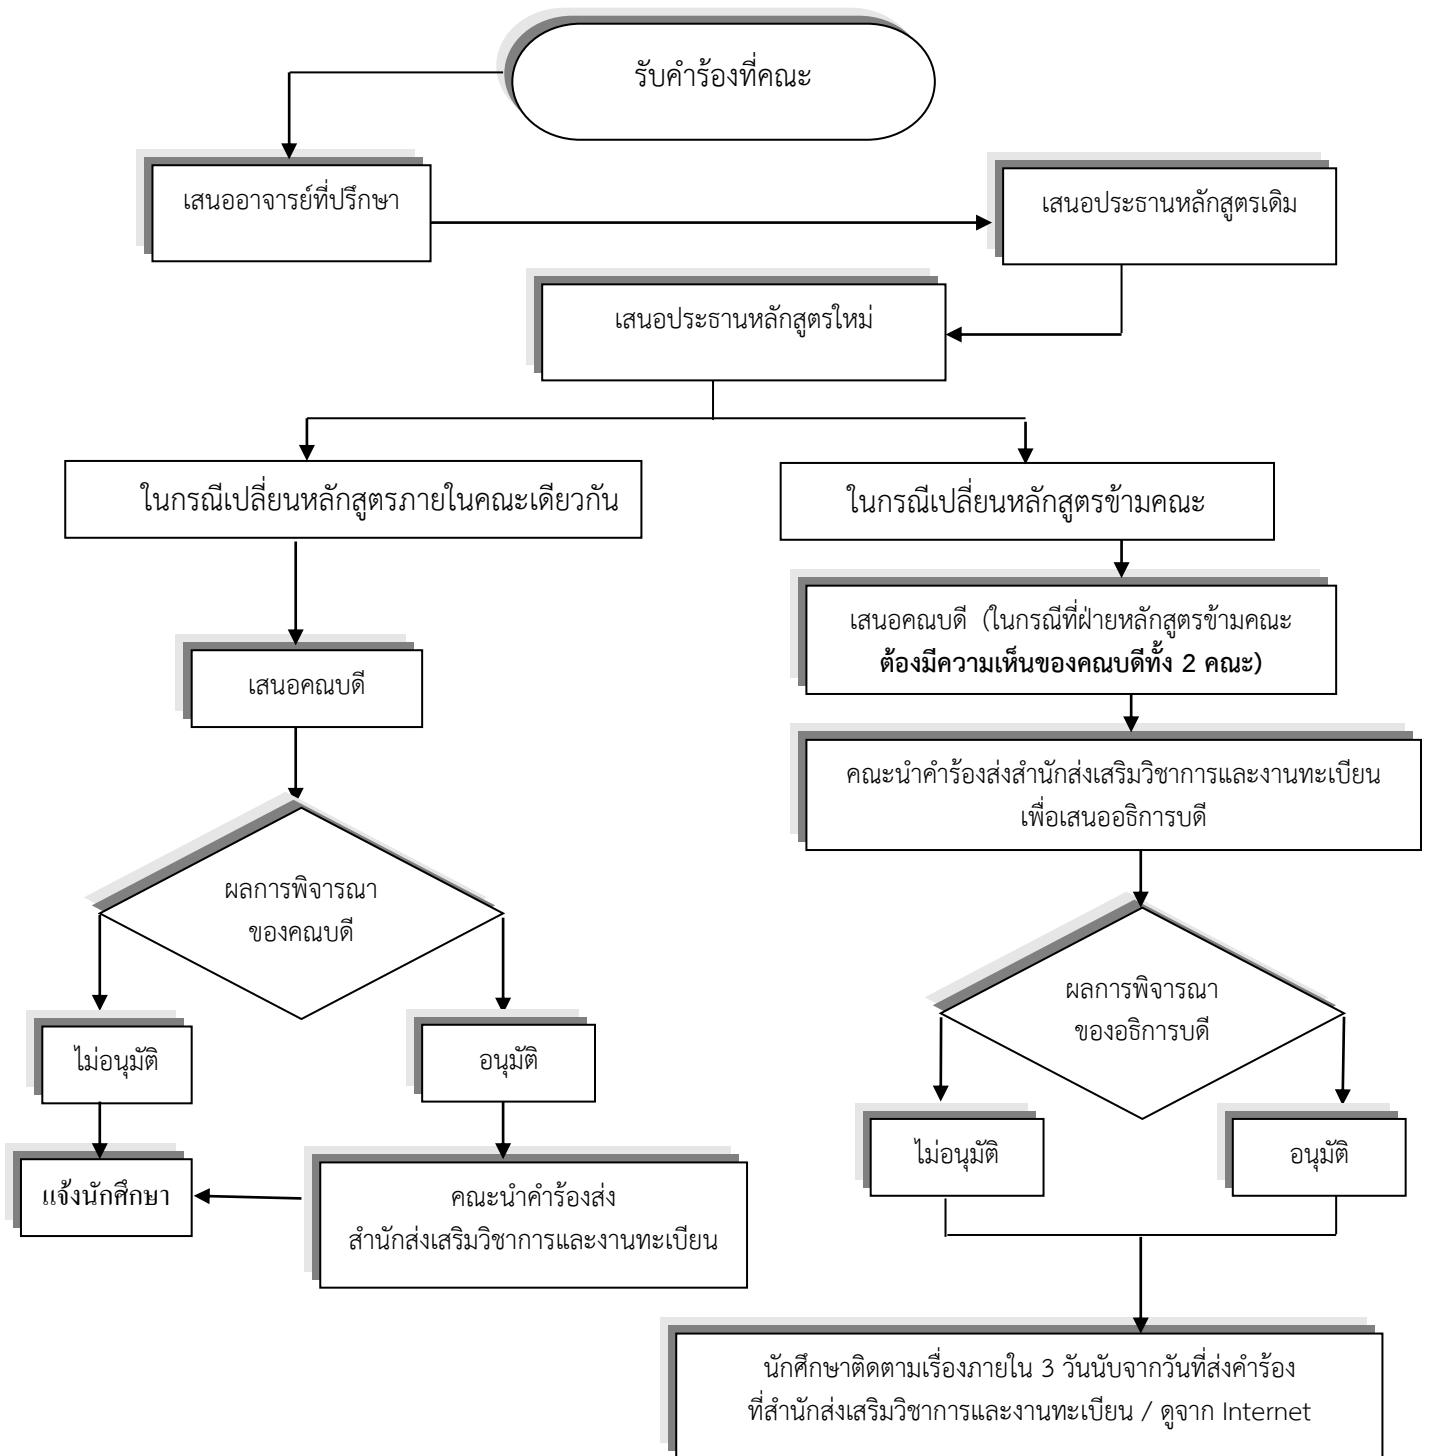 รับคำร้องที่คณะ
เสนออาจารย์ที่ปรึกษา
เสนอประธานหลักสูตรเดิม
เสนอประธานหลักสูตรใหม่
ในกรณีเปลี่ยนหลักสูตรภายในคณะเดียวกัน
ในกรณีเปลี่ยนหลักสูตรข้ามคณะ
เสนอคณบดี (ในกรณีที่ฝ่ายหลักสูตรข้ามคณะ
ต้องมีความเห็นของคณบดีทั้ง 2 คณะ)
เสนอคณบดี
คณะนำคำร้องส่งสำนักส่งเสริมวิชาการและงานทะเบียน
เพื่อเสนออธิการบดี
ผลการพิจารณา
ของคณบดี
ผลการพิจารณา
ของอธิการบดี
ไม่อนุมัติ
อนุมัติ
ไม่อนุมัติ
อนุมัติ
แจ้งนักศึกษา
คณะนำคำร้องส่ง
สำนักส่งเสริมวิชาการและงานทะเบียน
นักศึกษาติดตามเรื่องภายใน 3 วันนับจากวันที่ส่งคำร้อง
ที่สำนักส่งเสริมวิชาการและงานทะเบียน / ดูจาก Internet